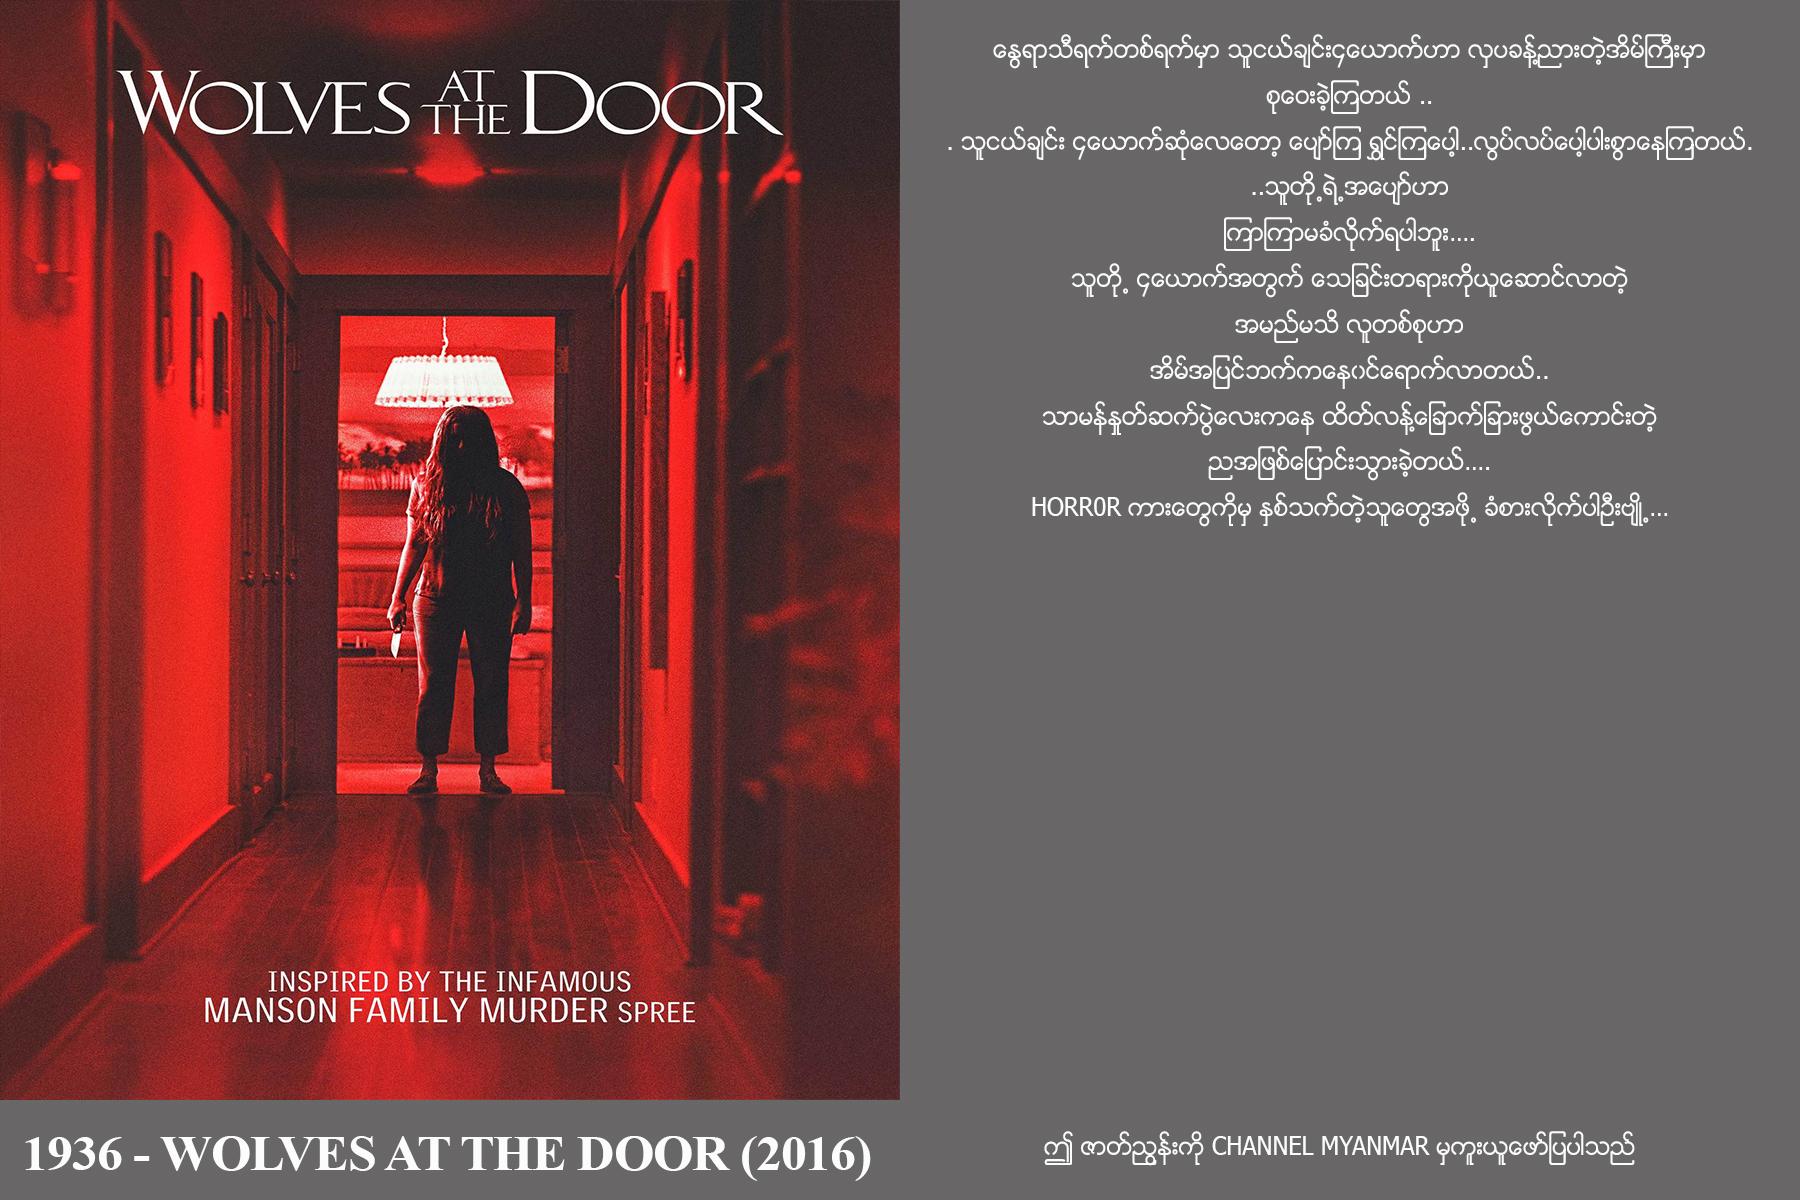 WOLVES AT THE DOOR
INSPIRED BY THE INFAMOUS
MANSON FAMILY MURDER SPREE
1936 - WOLVES AT THE DOOR (2016)
နွေရာသီရက်တစ်ရက်မှာ သူငယ်ချင်း၄ယောက်ဟာ လှပခန့်ညားတဲ့အိမ်ကြီးမှာ
စုဝေးခဲ့ကြတယ် ..
. သူငယ်ချင်း ၄ယောက်ဆုံလေတော့ ပျော်ကြ ရွှင်ကြပေါ့..လွပ်လပ်ပေါ့ပါးစွာနေကြတယ်.
..သူတို့ရဲ့အပျော်ဟာ
ကြာကြာမခံလိုက်ရပါဘူး....
သူတို့ ၄ယောက်အတွက် သေခြင်းတရားကိုယူဆောင်လာတဲ့
အမည်မသိ လူတစ်စုဟာ
အိမ်အပြင်ဘက်ကနေဝင်ရောက်လာတယ်..
သာမန်နှုတ်ဆက်ပွဲလေးကနေ ထိတ်လန့်ခြောက်ခြားဖွယ်ကောင်းတဲ့
ညအဖြစ်ပြောင်းသွားခဲ့တယ်....
HORROR ကားတွေကိုမှ နှစ်သက်တဲ့သူတွေအဖို့ ခံစားလိုက်ပါဦးဗျို့...
ဤ ဇာတ်ညွှန်းကို CHANNEL MYANMAR မှကူးယူဖော်ပြပါသည်